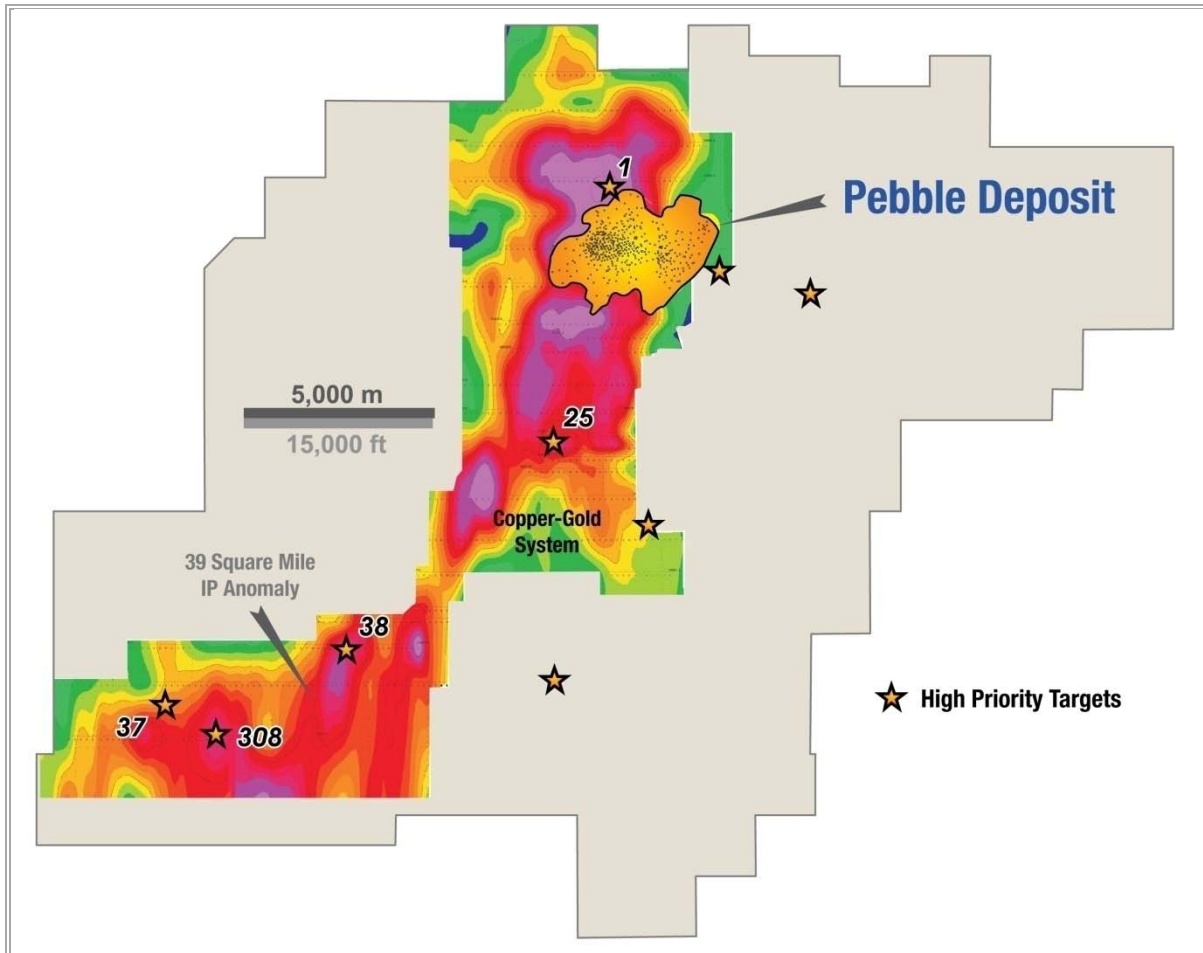 1
Pebble Deposit
5,000 m
15,000 ft
25
Copper-Gold
System
39 Square Mile
IP Anomaly
38
37
308
High Priority Targets